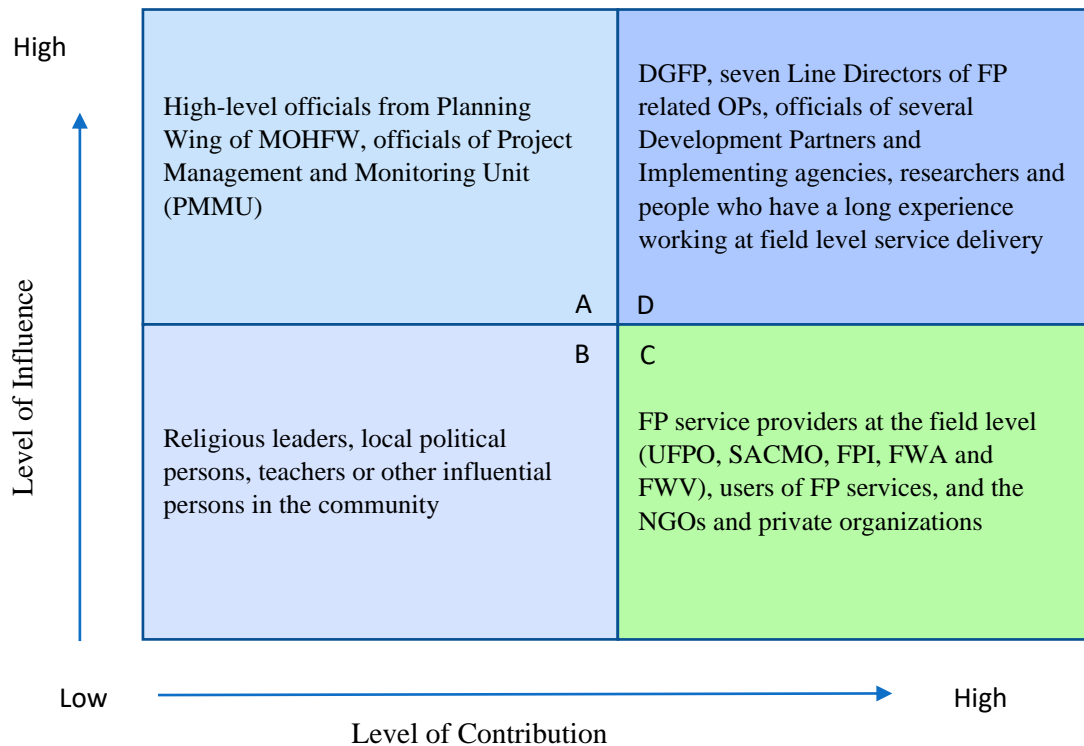 High
High-level officials from Planning
Wing of MOHFW, officials of Project
Management and Monitoring Unit
(PMMU)
A
DGFP, seven Line Directors of FP
related OPs, officials of several
Development Partners and
Implementing agencies, researchers and
people who have a long experience
working at field level service delivery
D
Level of Influence
B
Religious leaders, local political
persons, teachers or other influential
persons in the community
C
FP service providers at the field level
(UFPO, SACMO, FPI, FWA and
FWV), users of FP services, and the
NGOs and private organizations
Low
High
Level of Contribution